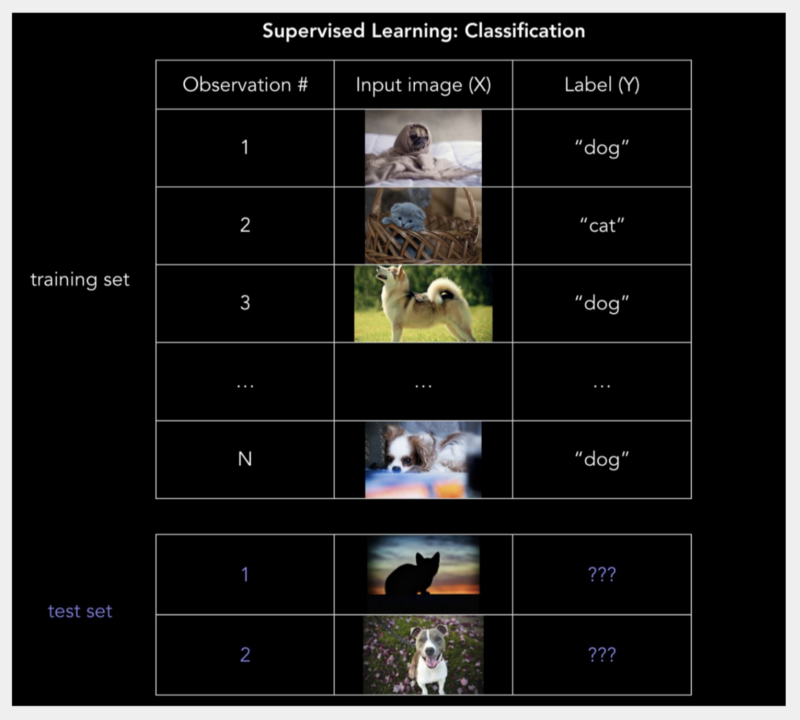 Supervised Learning: Classification
Observation # Input image (X) Label (Y)
1 “dog”
2 “cat”
training set
3 “dog”
... ... ...
N “dog”
1 ???
test set
2 ???